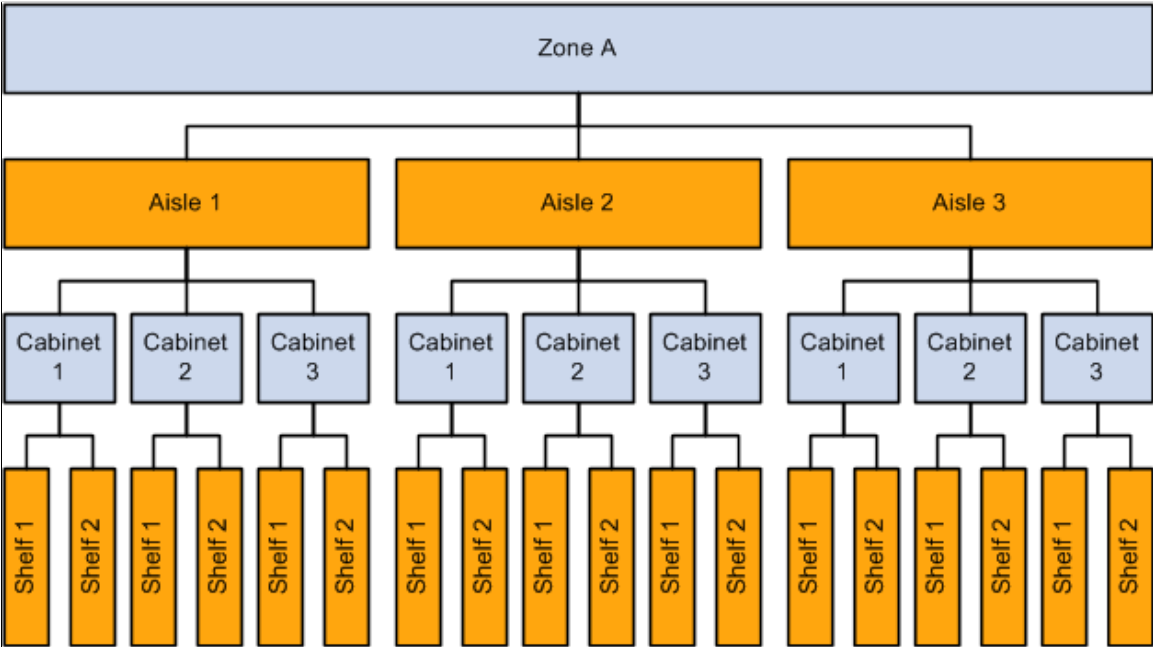 Zone A
Aisle 1
Aisle 2
Aisle 3
Cabinet
1
Cabinet
2
Cabinet
3
Cabinet
1
Cabinet
2
Cabinet
3
Cabinet
1
Cabinet
2
Cabinet
3
Shelf 1
Shelf 2
Shelf 1
Shelf 2
Shelf 1
Shelf 2
Shelf 1
Shelf 2
Shelf 1
Shelf 2
Shelf 1
Shelf 2
Shelf 1
Shelf 2
Shelf 1
Shelf 2
Shelf 1
Shelf 2